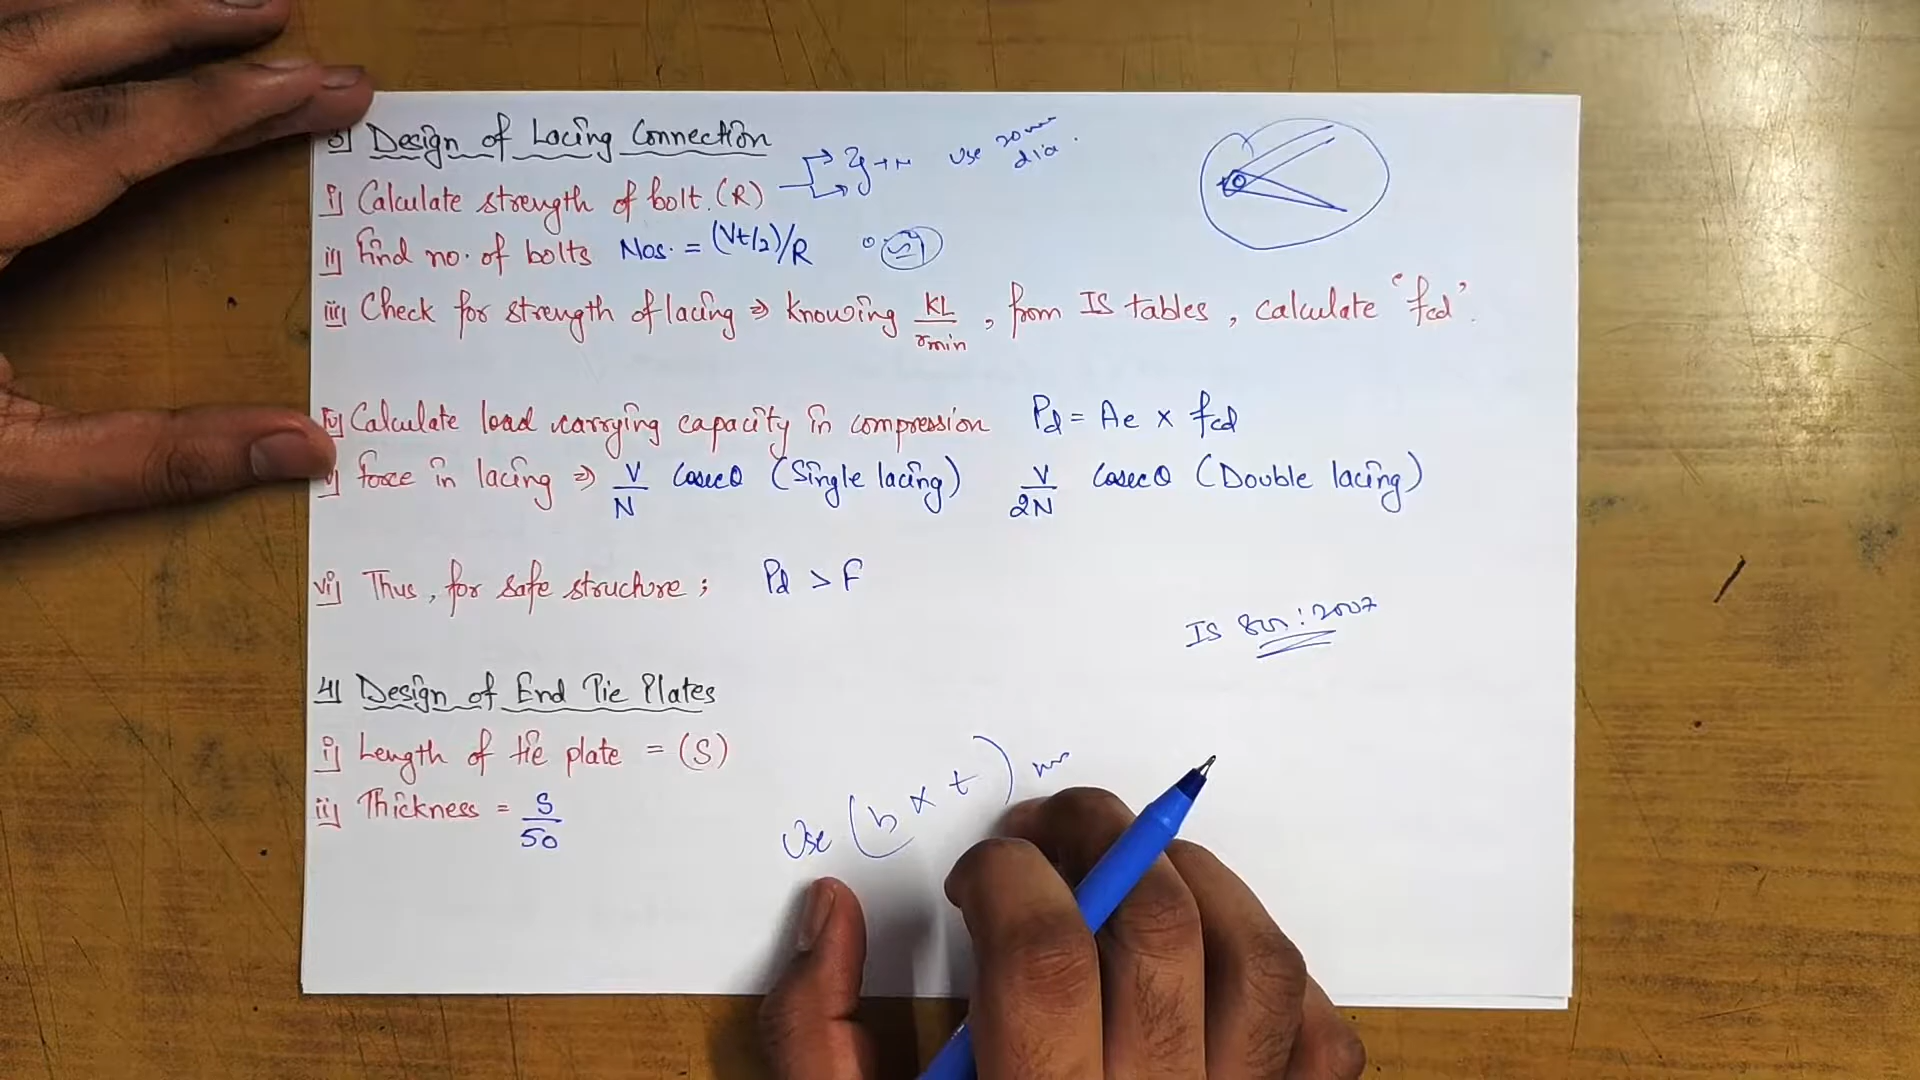 3) Design of Lacing Connection
i) Calculate strength of bolt. (R) use 20mm dia.
ii) Find no. of bolts Nos. = (Vt/2)/R
iii) Check for strength of lacing ⇒ knowing KL/rmin, from IS tables, calculate 'fcd'.
iv) Calculate load carrying capacity in compression Pd = Ae × fcd
v) force in lacing ⇒ V/N cosecθ (Single lacing) V/2N cosecθ (Double lacing)
vi) Thus, for safe structure; Pd > F
IS 800:2007
4) Design of End Tie Plates
i) Length of tie plate = (S)
ii) Thickness = S/50
Use (b × t) mm